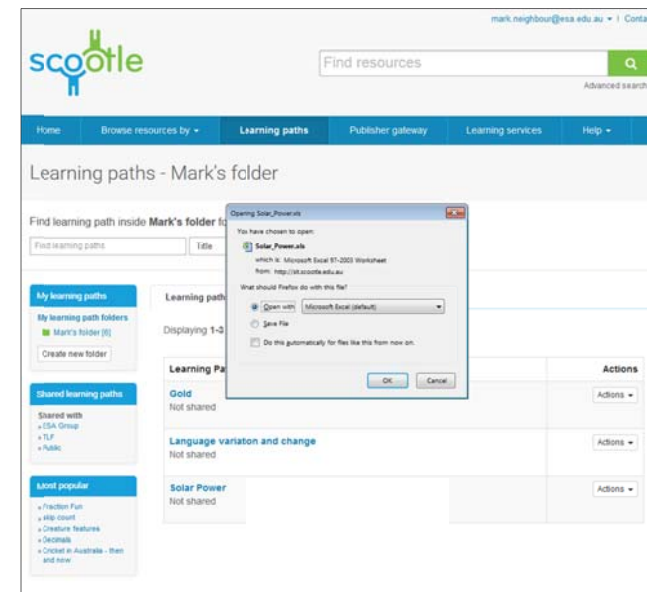 mark.neighbour@esa.edu.au | Conta
scootle
Find resources
Advanced search
Home Browse resources by Learning paths Publisher gateway Learning services Help
Learning paths - Mark's folder
Find learning path inside Mark's folder fo
Find learning paths Title
Opening Solar_Power.xls
You have chosen to open:
Solar_Power.xls
which is: Microsoft Excel 97-2003 Worksheet
from: http://slr.scootle.edu.au
What should Firefox do with this file?
Open with Microsoft Excel (default)
Save File
Do this automatically for files like this from now on.
OK Cancel
My learning paths
My learning path folders
Mark's folder [6]
Create new folder
Shared learning paths
Shared with
ESA Group
TLF
Public
Most popular
Fraction Fun
skip count
Creature features
Decimals
Cricket in Australia - then
and now
Learning path
Displaying 1-3
Learning Pa Actions
Gold Actions
Not shared
Language variaton and change Actions
Not shared
Solar Power Actions
Not shared